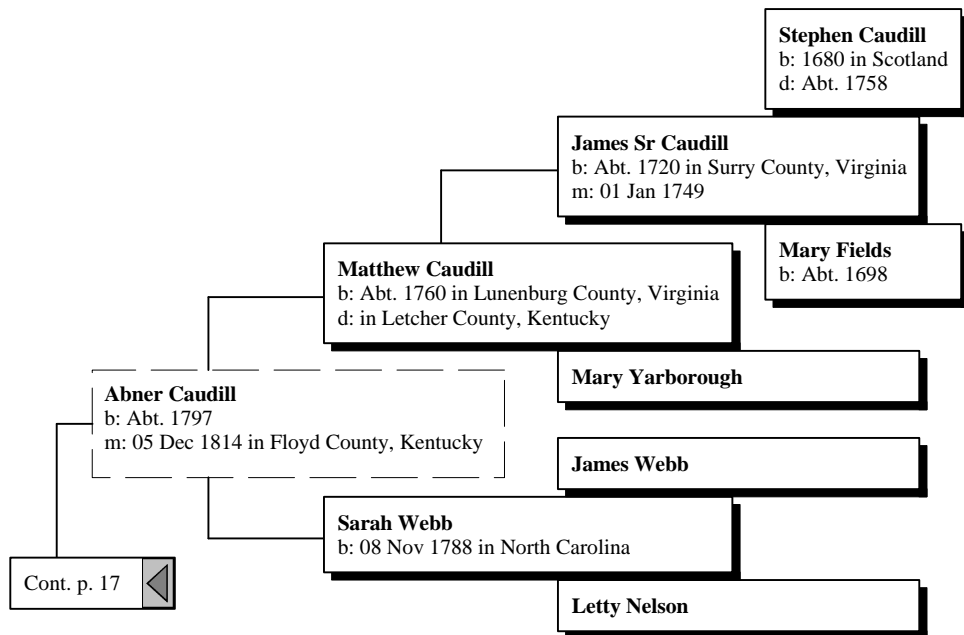 Stephen Caudill
b: 1680 in Scotland
d: Abt. 1758
James Sr Caudill
b: Abt. 1720 in Surry County, Virginia
m: 01 Jan 1749
Mary Fields
b: Abt. 1698
Matthew Caudill
b: Abt. 1760 in Lunenburg County, Virginia
d: in Letcher County, Kentucky
Mary Yarborough
Abner Caudill
b: Abt. 1797
m: 05 Dec 1814 in Floyd County, Kentucky
James Webb
Sarah Webb
b: 08 Nov 1788 in North Carolina
Cont. p. 17
Letty Nelson